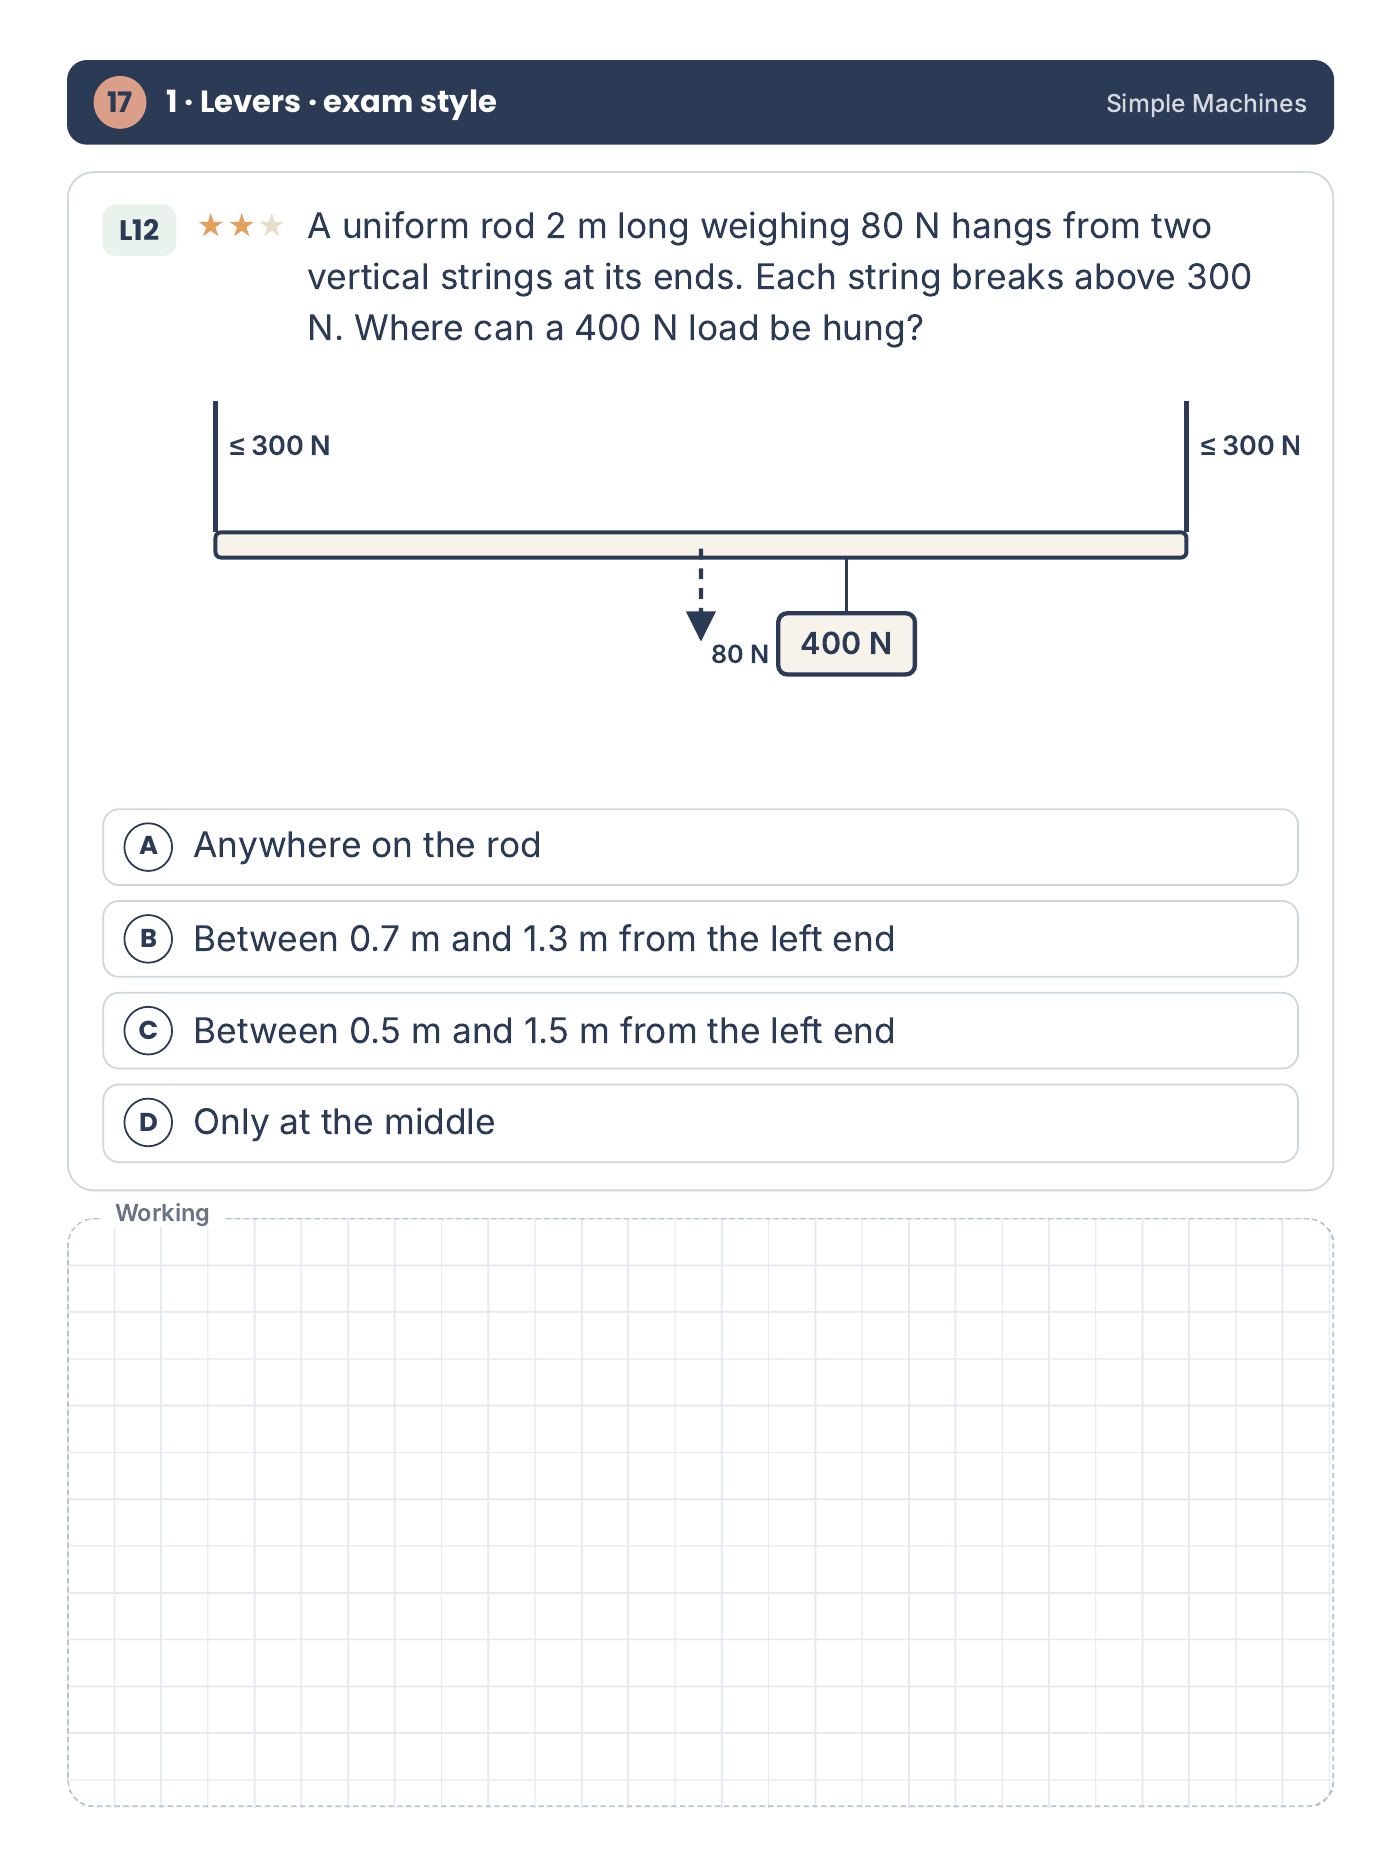 17 1 · Levers · exam style Simple Machines
L12 ★★★ A uniform rod 2 m long weighing 80 N hangs from two
vertical strings at its ends. Each string breaks above 300
N. Where can a 400 N load be hung?
≤ 300 N ≤ 300 N
80 N 400 N
A Anywhere on the rod
B Between 0.7 m and 1.3 m from the left end
C Between 0.5 m and 1.5 m from the left end
D Only at the middle
Working